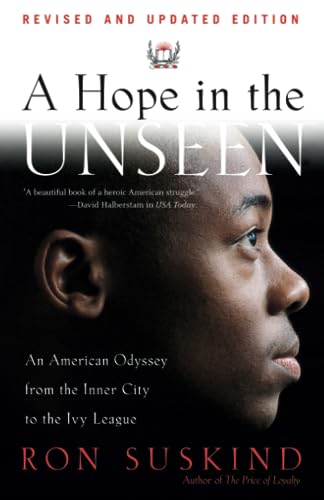 REVISED AND UPDATED EDITION
A Hope in the
UNSEEN
"A beautiful book of a heroic American struggle."
—David Halberstam in USA Today.
An American Odyssey
from the Inner City
to the Ivy League
RON SUSKIND
Author of The Price of Loyalty